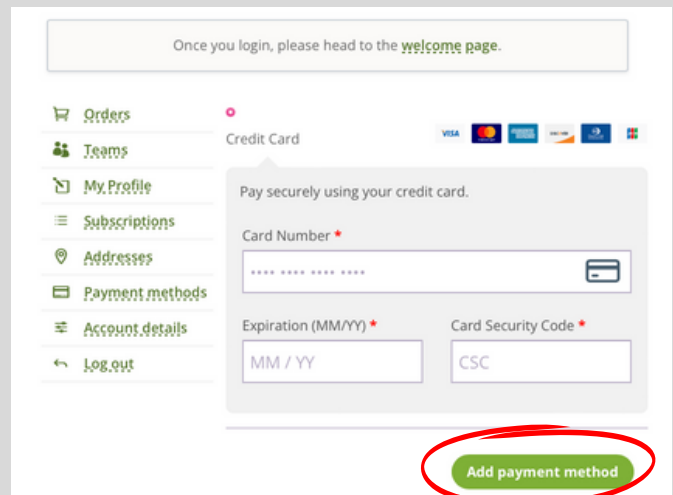 Once you login, please head to the welcome page.
Orders
Teams
My Profile
Subscriptions
Addresses
Payment methods
Account details
Log out
Credit Card
VISA
Pay securely using your credit card.
Card Number *
•••• •••• •••• ••••
Expiration (MM/YY) *
Card Security Code *
MM / YY
CSC
Add payment method